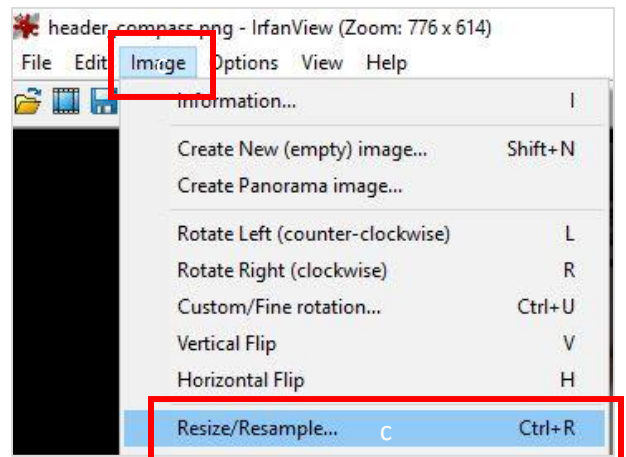 header_compass.png - IrfanView (Zoom: 776 x 614)
File Edit Image Options View Help
Information... I
Create New (empty) image... Shift+N
Create Panorama image...
Rotate Left (counter-clockwise) L
Rotate Right (clockwise) R
Custom/Fine rotation... Ctrl+U
Vertical Flip V
Horizontal Flip H
Resize/Resample... c Ctrl+R